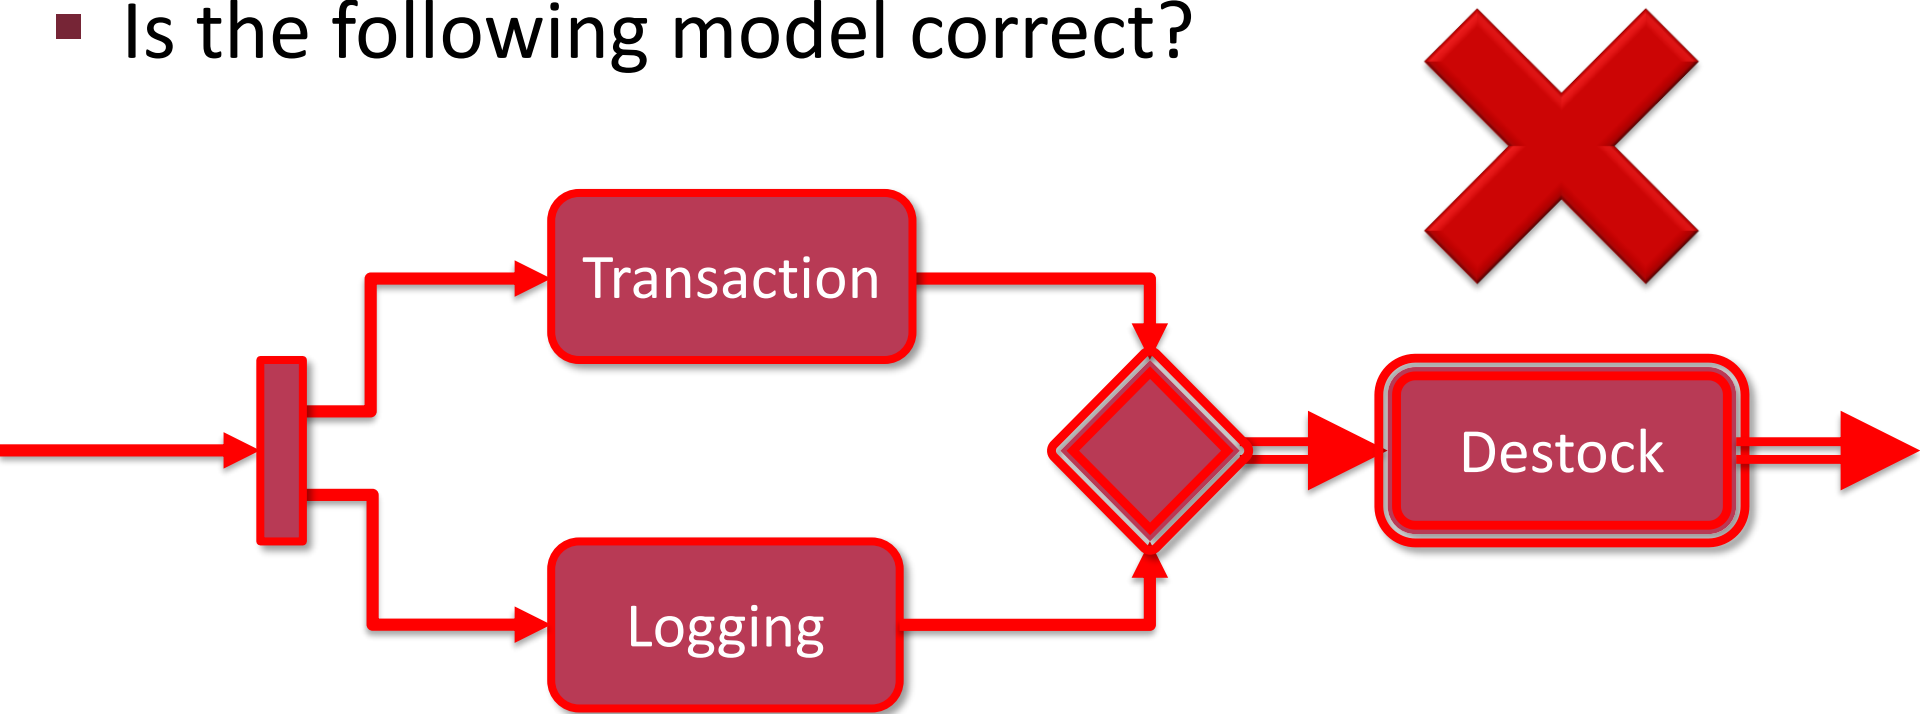 Is the following model correct?
Transaction
Destock
Logging